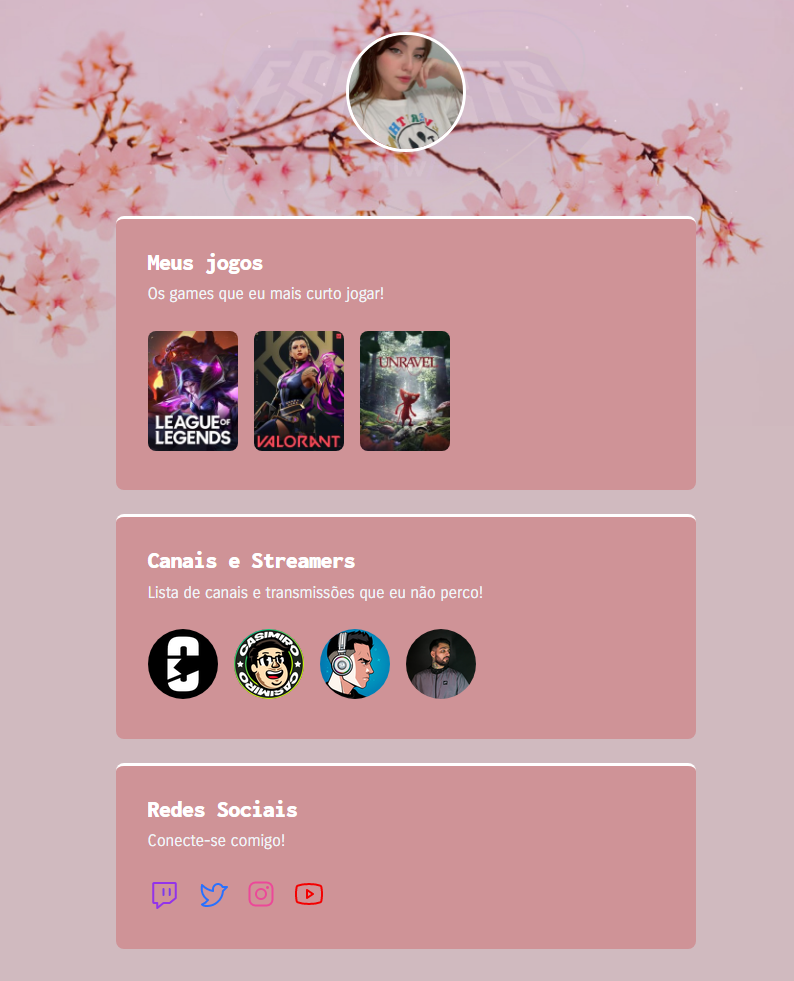 ESPORTS
Meus jogos
Os games que eu mais curto jogar!
LEAGUE OF
LEGENDS
VALORANT
UNRAVEL
Canais e Streamers
Lista de canais e transmissões que eu não perco!
CASIMIRO
CASIMIRO
Redes Sociais
Conecte-se comigo!